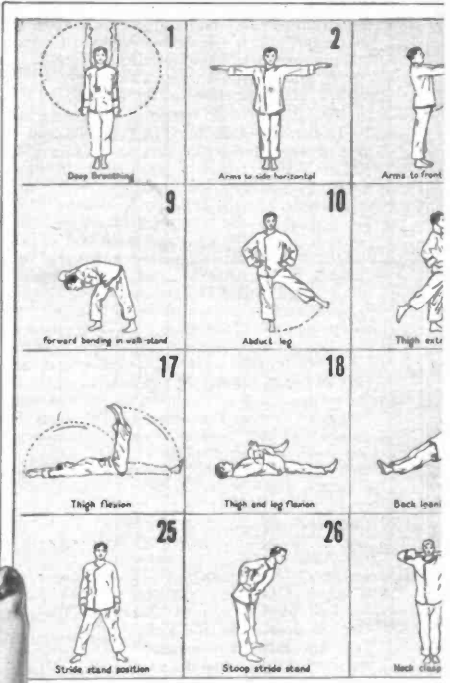 1
Deep Breathing
2
Arms to side horizontal
Arms to front
9
Forward bending in walk-stand
10
Abduct leg
Thigh exte
17
Thigh flexion
18
Thigh and leg flexion
Back leani
25
Stride stand position
26
Stoop stride stand
Neck clasp